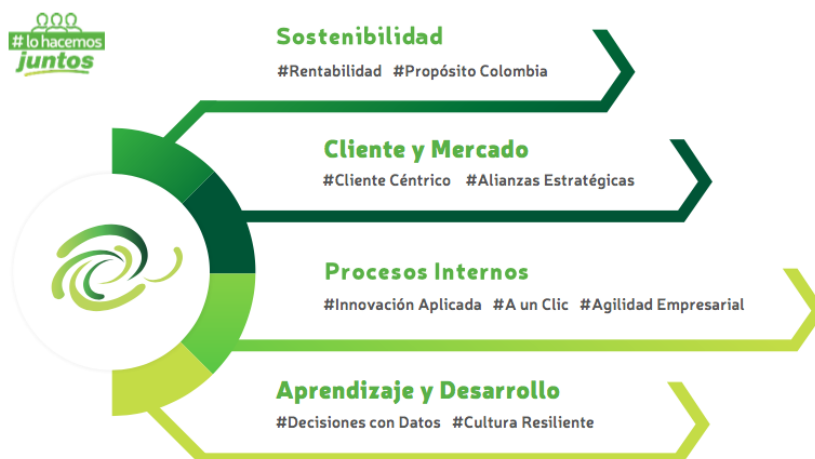 #lo hacemos
juntos
Sostenibilidad
#Rentabilidad #Propósito Colombia
Cliente y Mercado
#Cliente Céntrico #Alianzas Estratégicas
Procesos Internos
#Innovación Aplicada #A un Clic #Agilidad Empresarial
Aprendizaje y Desarrollo
#Decisiones con Datos #Cultura Resiliente